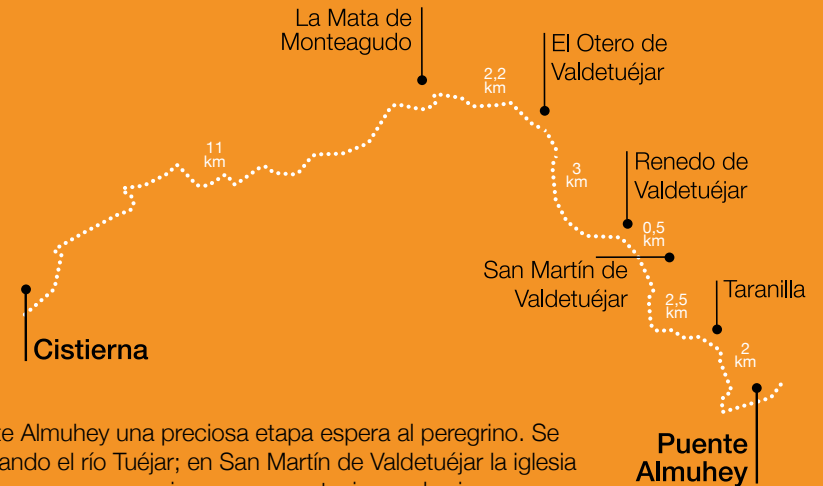 La Mata de
Monteagudo
El Otero de
Valdetuéjar
2,2
km
11
km
3
km
Renedo de
Valdetuéjar
0,5
km
San Martín de
Valdetuéjar
2,5
km
Taranilla
2
km
Cistierna
Puente
Almuhey
Almuhey una preciosa etapa espera al peregrino. Se
el río Tuéjar; en San Martín de Valdetuéjar la iglesia